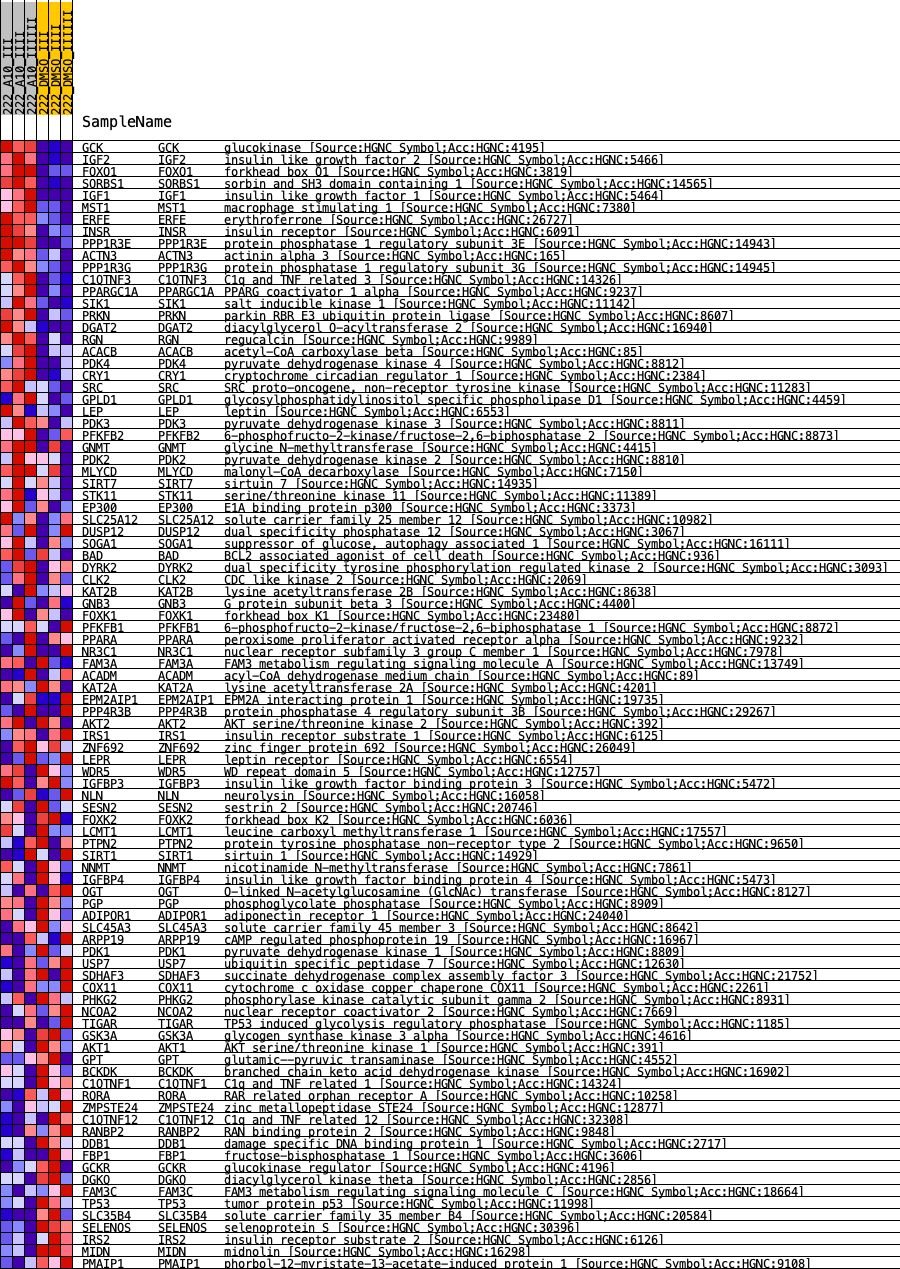 222_A10_III
222_A10_IIII
222_A10_IIIIII
222_DMSO_III
222_DMSO_IIII
222_DMSO_IIIIII
SampleName
GCK GCK glucokinase [Source:HGNC Symbol;Acc:HGNC:4195]
IGF2 IGF2 insulin like growth factor 2 [Source:HGNC Symbol;Acc:HGNC:5466]
FOXO1 FOXO1 forkhead box O1 [Source:HGNC Symbol;Acc:HGNC:3819]
SORBS1 SORBS1 sorbin and SH3 domain containing 1 [Source:HGNC Symbol;Acc:HGNC:14565]
IGF1 IGF1 insulin like growth factor 1 [Source:HGNC Symbol;Acc:HGNC:5464]
MST1 MST1 macrophage stimulating 1 [Source:HGNC Symbol;Acc:HGNC:7380]
ERFE ERFE erythroferrone [Source:HGNC Symbol;Acc:HGNC:26727]
INSR INSR insulin receptor [Source:HGNC Symbol;Acc:HGNC:6091]
PPP1R3E PPP1R3E protein phosphatase 1 regulatory subunit 3E [Source:HGNC Symbol;Acc:HGNC:14943]
ACTN3 ACTN3 actinin alpha 3 [Source:HGNC Symbol;Acc:HGNC:165]
PPP1R3G PPP1R3G protein phosphatase 1 regulatory subunit 3G [Source:HGNC Symbol;Acc:HGNC:14945]
C1QTNF3 C1QTNF3 C1q and TNF related 3 [Source:HGNC Symbol;Acc:HGNC:14326]
PPARGC1A PPARGC1A PPARG coactivator 1 alpha [Source:HGNC Symbol;Acc:HGNC:9237]
SIK1 SIK1 salt inducible kinase 1 [Source:HGNC Symbol;Acc:HGNC:11142]
PRKN PRKN parkin RBR E3 ubiquitin protein ligase [Source:HGNC Symbol;Acc:HGNC:8607]
DGAT2 DGAT2 diacylglycerol O-acyltransferase 2 [Source:HGNC Symbol;Acc:HGNC:16940]
RGN RGN regucalcin [Source:HGNC Symbol;Acc:HGNC:9989]
ACACB ACACB acetyl-CoA carboxylase beta [Source:HGNC Symbol;Acc:HGNC:85]
PDK4 PDK4 pyruvate dehydrogenase kinase 4 [Source:HGNC Symbol;Acc:HGNC:8812]
CRY1 CRY1 cryptochrome circadian regulator 1 [Source:HGNC Symbol;Acc:HGNC:2384]
SRC SRC SRC proto-oncogene, non-receptor tyrosine kinase [Source:HGNC Symbol;Acc:HGNC:11283]
GPLD1 GPLD1 glycosylphosphatidylinositol specific phospholipase D1 [Source:HGNC Symbol;Acc:HGNC:4459]
LEP LEP leptin [Source:HGNC Symbol;Acc:HGNC:6553]
PDK3 PDK3 pyruvate dehydrogenase kinase 3 [Source:HGNC Symbol;Acc:HGNC:8811]
PFKFB2 PFKFB2 6-phosphofructo-2-kinase/fructose-2,6-biphosphatase 2 [Source:HGNC Symbol;Acc:HGNC:8873]
GNMT GNMT glycine N-methyltransferase [Source:HGNC Symbol;Acc:HGNC:4415]
PDK2 PDK2 pyruvate dehydrogenase kinase 2 [Source:HGNC Symbol;Acc:HGNC:8810]
MLYCD MLYCD malonyl-CoA decarboxylase [Source:HGNC Symbol;Acc:HGNC:7150]
SIRT7 SIRT7 sirtuin 7 [Source:HGNC Symbol;Acc:HGNC:14935]
STK11 STK11 serine/threonine kinase 11 [Source:HGNC Symbol;Acc:HGNC:11389]
EP300 EP300 E1A binding protein p300 [Source:HGNC Symbol;Acc:HGNC:3373]
SLC25A12 SLC25A12 solute carrier family 25 member 12 [Source:HGNC Symbol;Acc:HGNC:10982]
DUSP12 DUSP12 dual specificity phosphatase 12 [Source:HGNC Symbol;Acc:HGNC:3067]
SOGA1 SOGA1 suppressor of glucose, autophagy associated 1 [Source:HGNC Symbol;Acc:HGNC:16111]
BAD BAD BCL2 associated agonist of cell death [Source:HGNC Symbol;Acc:HGNC:936]
DYRK2 DYRK2 dual specificity tyrosine phosphorylation regulated kinase 2 [Source:HGNC Symbol;Acc:HGNC:3093]
CLK2 CLK2 CDC like kinase 2 [Source:HGNC Symbol;Acc:HGNC:2069]
KAT2B KAT2B lysine acetyltransferase 2B [Source:HGNC Symbol;Acc:HGNC:8638]
GNB3 GNB3 G protein subunit beta 3 [Source:HGNC Symbol;Acc:HGNC:4400]
FOXK1 FOXK1 forkhead box K1 [Source:HGNC Symbol;Acc:HGNC:23480]
PFKFB1 PFKFB1 6-phosphofructo-2-kinase/fructose-2,6-biphosphatase 1 [Source:HGNC Symbol;Acc:HGNC:8872]
PPARA PPARA peroxisome proliferator activated receptor alpha [Source:HGNC Symbol;Acc:HGNC:9232]
NR3C1 NR3C1 nuclear receptor subfamily 3 group C member 1 [Source:HGNC Symbol;Acc:HGNC:7978]
FAM3A FAM3A FAM3 metabolism regulating signaling molecule A [Source:HGNC Symbol;Acc:HGNC:13749]
ACADM ACADM acyl-CoA dehydrogenase medium chain [Source:HGNC Symbol;Acc:HGNC:89]
KAT2A KAT2A lysine acetyltransferase 2A [Source:HGNC Symbol;Acc:HGNC:4201]
EPM2AIP1 EPM2AIP1 EPM2A interacting protein 1 [Source:HGNC Symbol;Acc:HGNC:19735]
PPP4R3B PPP4R3B protein phosphatase 4 regulatory subunit 3B [Source:HGNC Symbol;Acc:HGNC:29267]
AKT2 AKT2 AKT serine/threonine kinase 2 [Source:HGNC Symbol;Acc:HGNC:392]
IRS1 IRS1 insulin receptor substrate 1 [Source:HGNC Symbol;Acc:HGNC:6125]
ZNF692 ZNF692 zinc finger protein 692 [Source:HGNC Symbol;Acc:HGNC:26049]
LEPR LEPR leptin receptor [Source:HGNC Symbol;Acc:HGNC:6554]
WDR5 WDR5 WD repeat domain 5 [Source:HGNC Symbol;Acc:HGNC:12757]
IGFBP3 IGFBP3 insulin like growth factor binding protein 3 [Source:HGNC Symbol;Acc:HGNC:5472]
NLN NLN neurolysin [Source:HGNC Symbol;Acc:HGNC:16058]
SESN2 SESN2 sestrin 2 [Source:HGNC Symbol;Acc:HGNC:20746]
FOXK2 FOXK2 forkhead box K2 [Source:HGNC Symbol;Acc:HGNC:6036]
LCMT1 LCMT1 leucine carboxyl methyltransferase 1 [Source:HGNC Symbol;Acc:HGNC:17557]
PTPN2 PTPN2 protein tyrosine phosphatase non-receptor type 2 [Source:HGNC Symbol;Acc:HGNC:9650]
SIRT1 SIRT1 sirtuin 1 [Source:HGNC Symbol;Acc:HGNC:14929]
NNMT NNMT nicotinamide N-methyltransferase [Source:HGNC Symbol;Acc:HGNC:7861]
IGFBP4 IGFBP4 insulin like growth factor binding protein 4 [Source:HGNC Symbol;Acc:HGNC:5473]
OGT OGT O-linked N-acetylglucosamine (GlcNAc) transferase [Source:HGNC Symbol;Acc:HGNC:8127]
PGP PGP phosphoglycolate phosphatase [Source:HGNC Symbol;Acc:HGNC:8909]
ADIPOR1 ADIPOR1 adiponectin receptor 1 [Source:HGNC Symbol;Acc:HGNC:24040]
SLC45A3 SLC45A3 solute carrier family 45 member 3 [Source:HGNC Symbol;Acc:HGNC:8642]
ARPP19 ARPP19 cAMP regulated phosphoprotein 19 [Source:HGNC Symbol;Acc:HGNC:16967]
PDK1 PDK1 pyruvate dehydrogenase kinase 1 [Source:HGNC Symbol;Acc:HGNC:8809]
USP7 USP7 ubiquitin specific peptidase 7 [Source:HGNC Symbol;Acc:HGNC:12630]
SDHAF3 SDHAF3 succinate dehydrogenase complex assembly factor 3 [Source:HGNC Symbol;Acc:HGNC:21752]
COX11 COX11 cytochrome c oxidase copper chaperone COX11 [Source:HGNC Symbol;Acc:HGNC:2261]
PHKG2 PHKG2 phosphorylase kinase catalytic subunit gamma 2 [Source:HGNC Symbol;Acc:HGNC:8931]
NCOA2 NCOA2 nuclear receptor coactivator 2 [Source:HGNC Symbol;Acc:HGNC:7669]
TIGAR TIGAR TP53 induced glycolysis regulatory phosphatase [Source:HGNC Symbol;Acc:HGNC:1185]
GSK3A GSK3A glycogen synthase kinase 3 alpha [Source:HGNC Symbol;Acc:HGNC:4616]
AKT1 AKT1 AKT serine/threonine kinase 1 [Source:HGNC Symbol;Acc:HGNC:391]
GPT GPT glutamic--pyruvic transaminase [Source:HGNC Symbol;Acc:HGNC:4552]
BCKDK BCKDK branched chain keto acid dehydrogenase kinase [Source:HGNC Symbol;Acc:HGNC:16902]
C1QTNF1 C1QTNF1 C1q and TNF related 1 [Source:HGNC Symbol;Acc:HGNC:14324]
RORA RORA RAR related orphan receptor A [Source:HGNC Symbol;Acc:HGNC:10258]
ZMPSTE24 ZMPSTE24 zinc metallopeptidase STE24 [Source:HGNC Symbol;Acc:HGNC:12877]
C1QTNF12 C1QTNF12 C1q and TNF related 12 [Source:HGNC Symbol;Acc:HGNC:32308]
RANBP2 RANBP2 RAN binding protein 2 [Source:HGNC Symbol;Acc:HGNC:9848]
DDB1 DDB1 damage specific DNA binding protein 1 [Source:HGNC Symbol;Acc:HGNC:2717]
FBP1 FBP1 fructose-bisphosphatase 1 [Source:HGNC Symbol;Acc:HGNC:3606]
GCKR GCKR glucokinase regulator [Source:HGNC Symbol;Acc:HGNC:4196]
DGKQ DGKQ diacylglycerol kinase theta [Source:HGNC Symbol;Acc:HGNC:2856]
FAM3C FAM3C FAM3 metabolism regulating signaling molecule C [Source:HGNC Symbol;Acc:HGNC:18664]
TP53 TP53 tumor protein p53 [Source:HGNC Symbol;Acc:HGNC:11998]
SLC35B4 SLC35B4 solute carrier family 35 member B4 [Source:HGNC Symbol;Acc:HGNC:20584]
SELENOS SELENOS selenoprotein S [Source:HGNC Symbol;Acc:HGNC:30396]
IRS2 IRS2 insulin receptor substrate 2 [Source:HGNC Symbol;Acc:HGNC:6126]
MIDN MIDN midnolin [Source:HGNC Symbol;Acc:HGNC:16298]
PMAIP1 PMAIP1 phorbol-12-myristate-13-acetate-induced protein 1 [Source:HGNC Symbol;Acc:HGNC:9108]